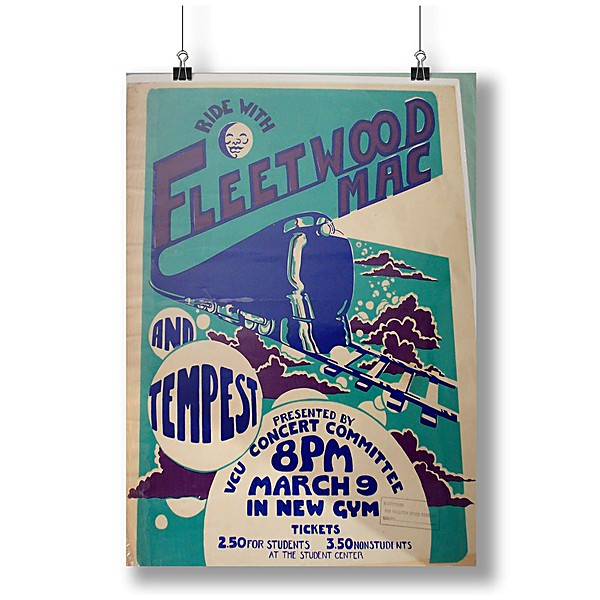 RIDE WITH
FLEETWOOD
MAC
AND
TEMPEST
PRESENTED BY
VCU CONCERT COMMITTEE
8PM
MARCH 9
IN NEW GYM
TICKETS
2.50 FOR STUDENTS 3.50 NONSTUDENTS
AT THE STUDENT CENTER